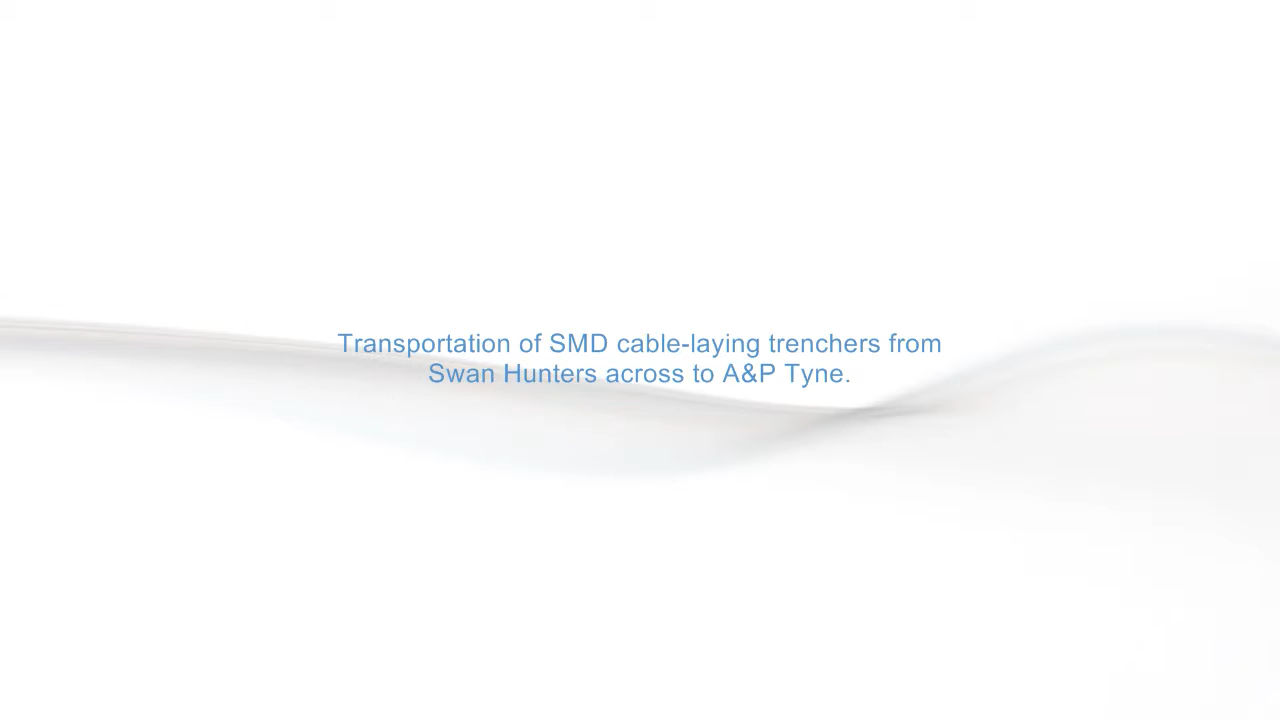 Transportation of SMD cable-laying trenchers from
Swan Hunters across to A&P Tyne.